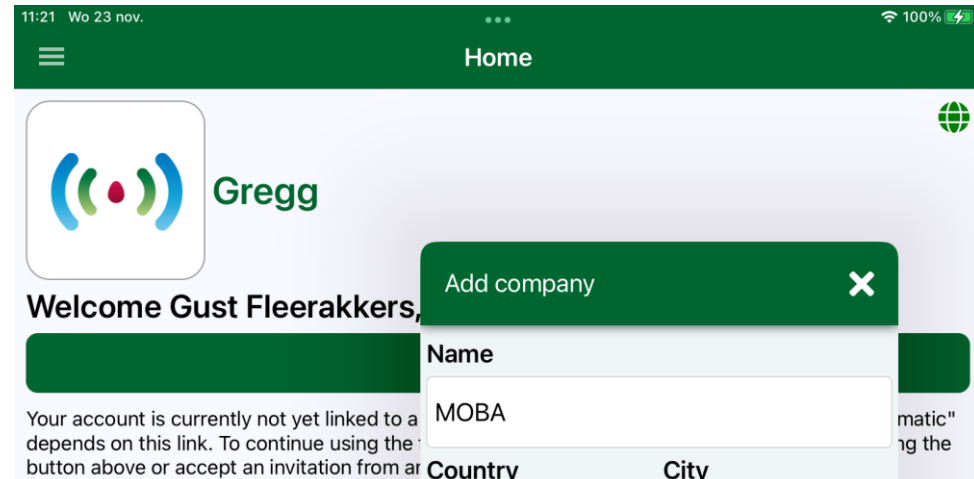 11:21 Wo 23 nov.
100%
Home
Gregg
Welcome Gust Fleerakkers,
Add company
Name
MOBA
Your account is currently not yet linked to a
matic"
depends on this link. To continue using the
ng the
button above or accept an invitation from
Country City